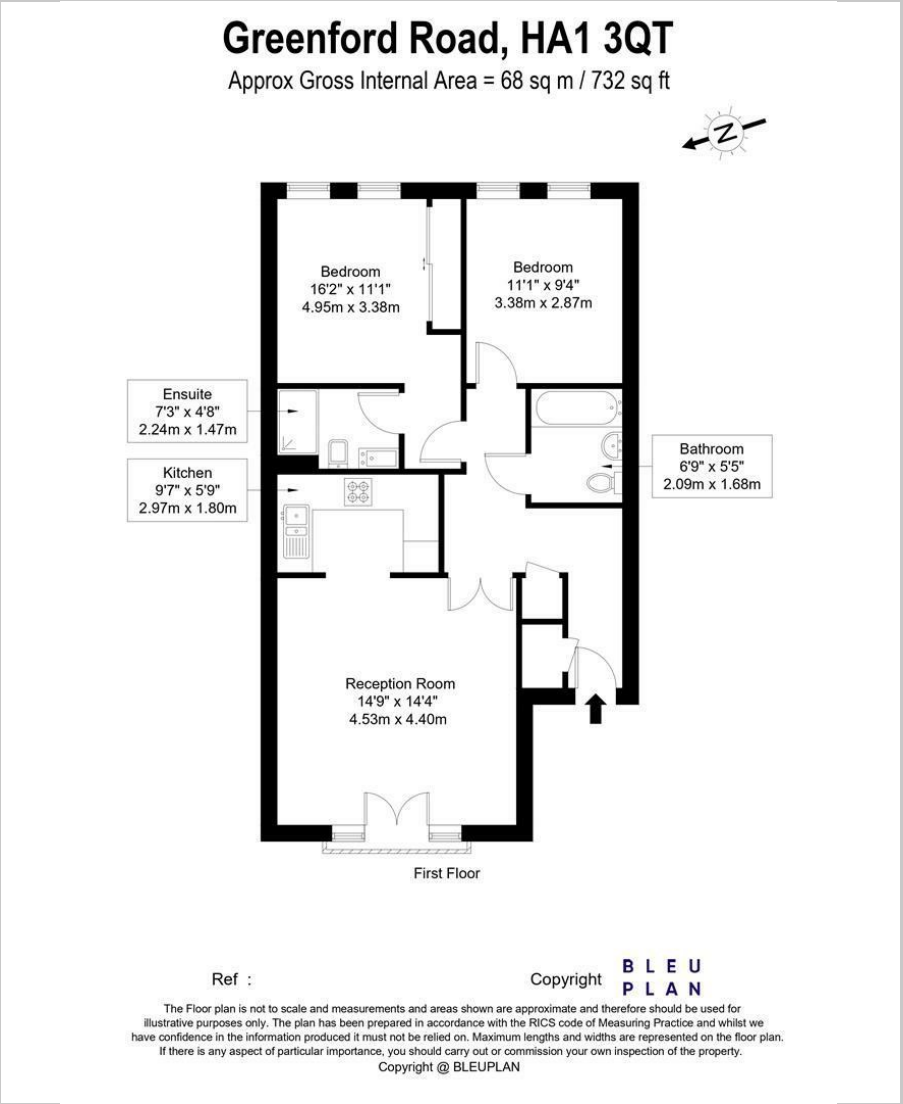 Greenford Road, HA1 3QT
Approx Gross Internal Area = 68 sq m / 732 sq ft
N
Bedroom
16'2" x 11'1"
4.95m x 3.38m
Bedroom
11'1" x 9'4"
3.38m x 2.87m
Ensuite
7'3" x 4'8"
2.24m x 1.47m
Kitchen
9'7" x 5'9"
2.97m x 1.80m
Bathroom
6'9" x 5'5"
2.09m x 1.68m
Reception Room
14'9" x 14'4"
4.53m x 4.40m
First Floor
Ref :
Copyright
BLEU
PLAN
The Floor plan is not to scale and measurements and areas shown are approximate and therefore should be used for
illustrative purposes only. The plan has been prepared in accordance with the RICS code of Measuring Practice and whilst we
have confidence in the information produced it must not be relied on. Maximum lengths and widths are represented on the floor plan.
If there is any aspect of particular importance, you should carry out or commission your own inspection of the property.
Copyright @ BLEUPLAN